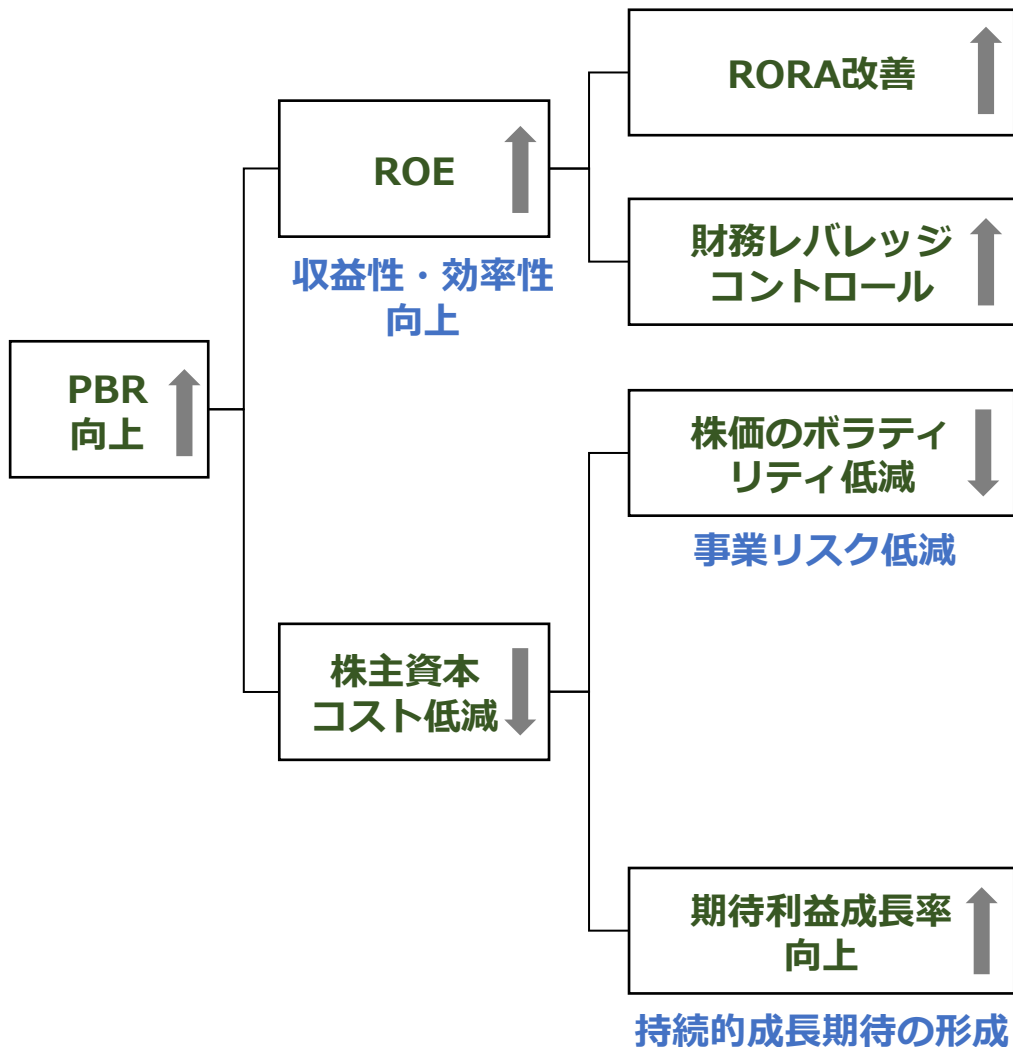 RORA改善
ROE
収益性・効率性
向上
財務レバレッジ
コントロール
PBR
向上
株価のボラティ
リティ低減
事業リスク低減
株主資本
コスト低減
期待利益成長率
向上
持続的成長期待の形成